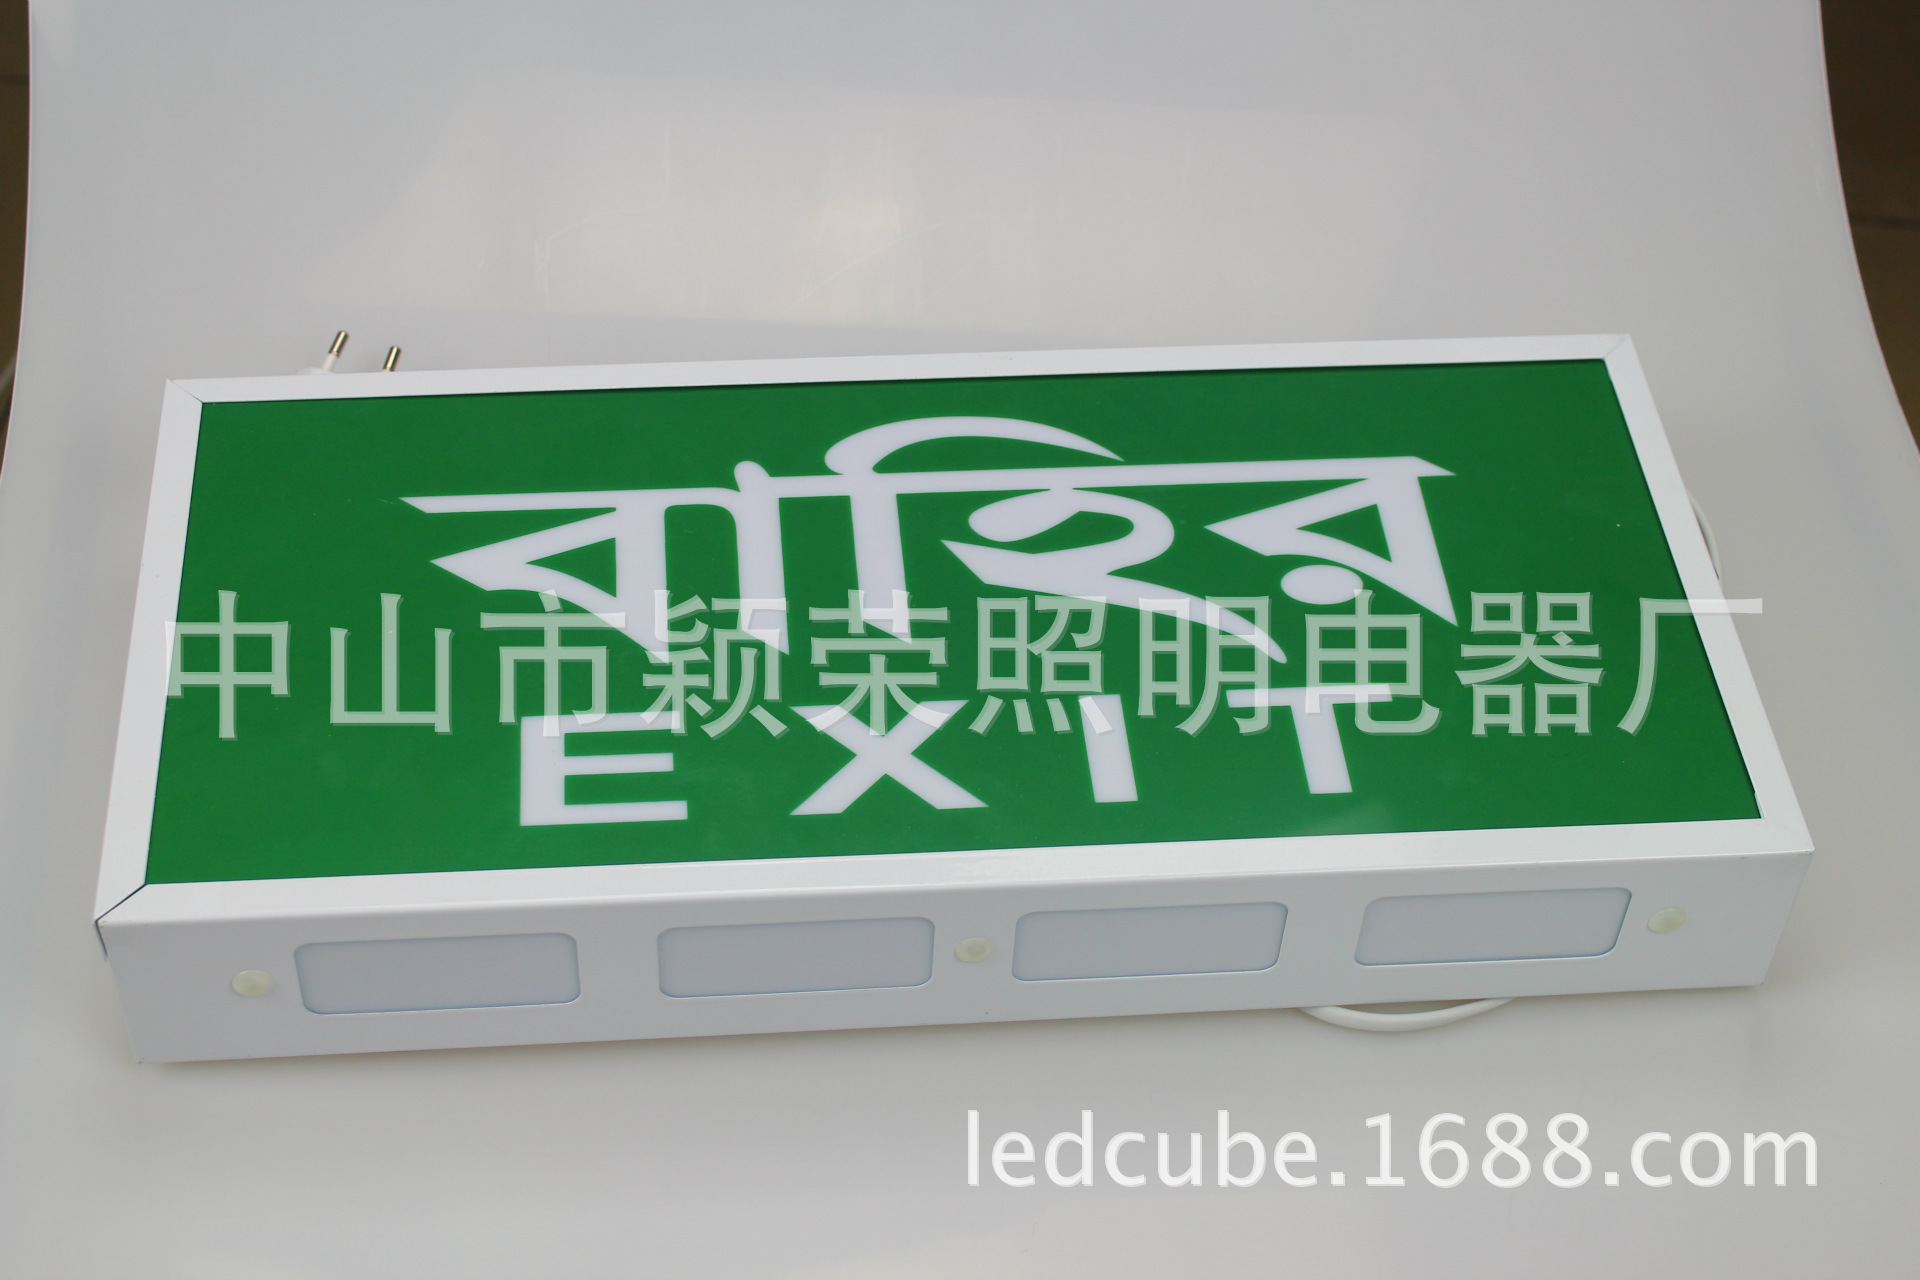 বাহির
中山市颖荣照明电器厂
EXIT
ledcube.1688.com